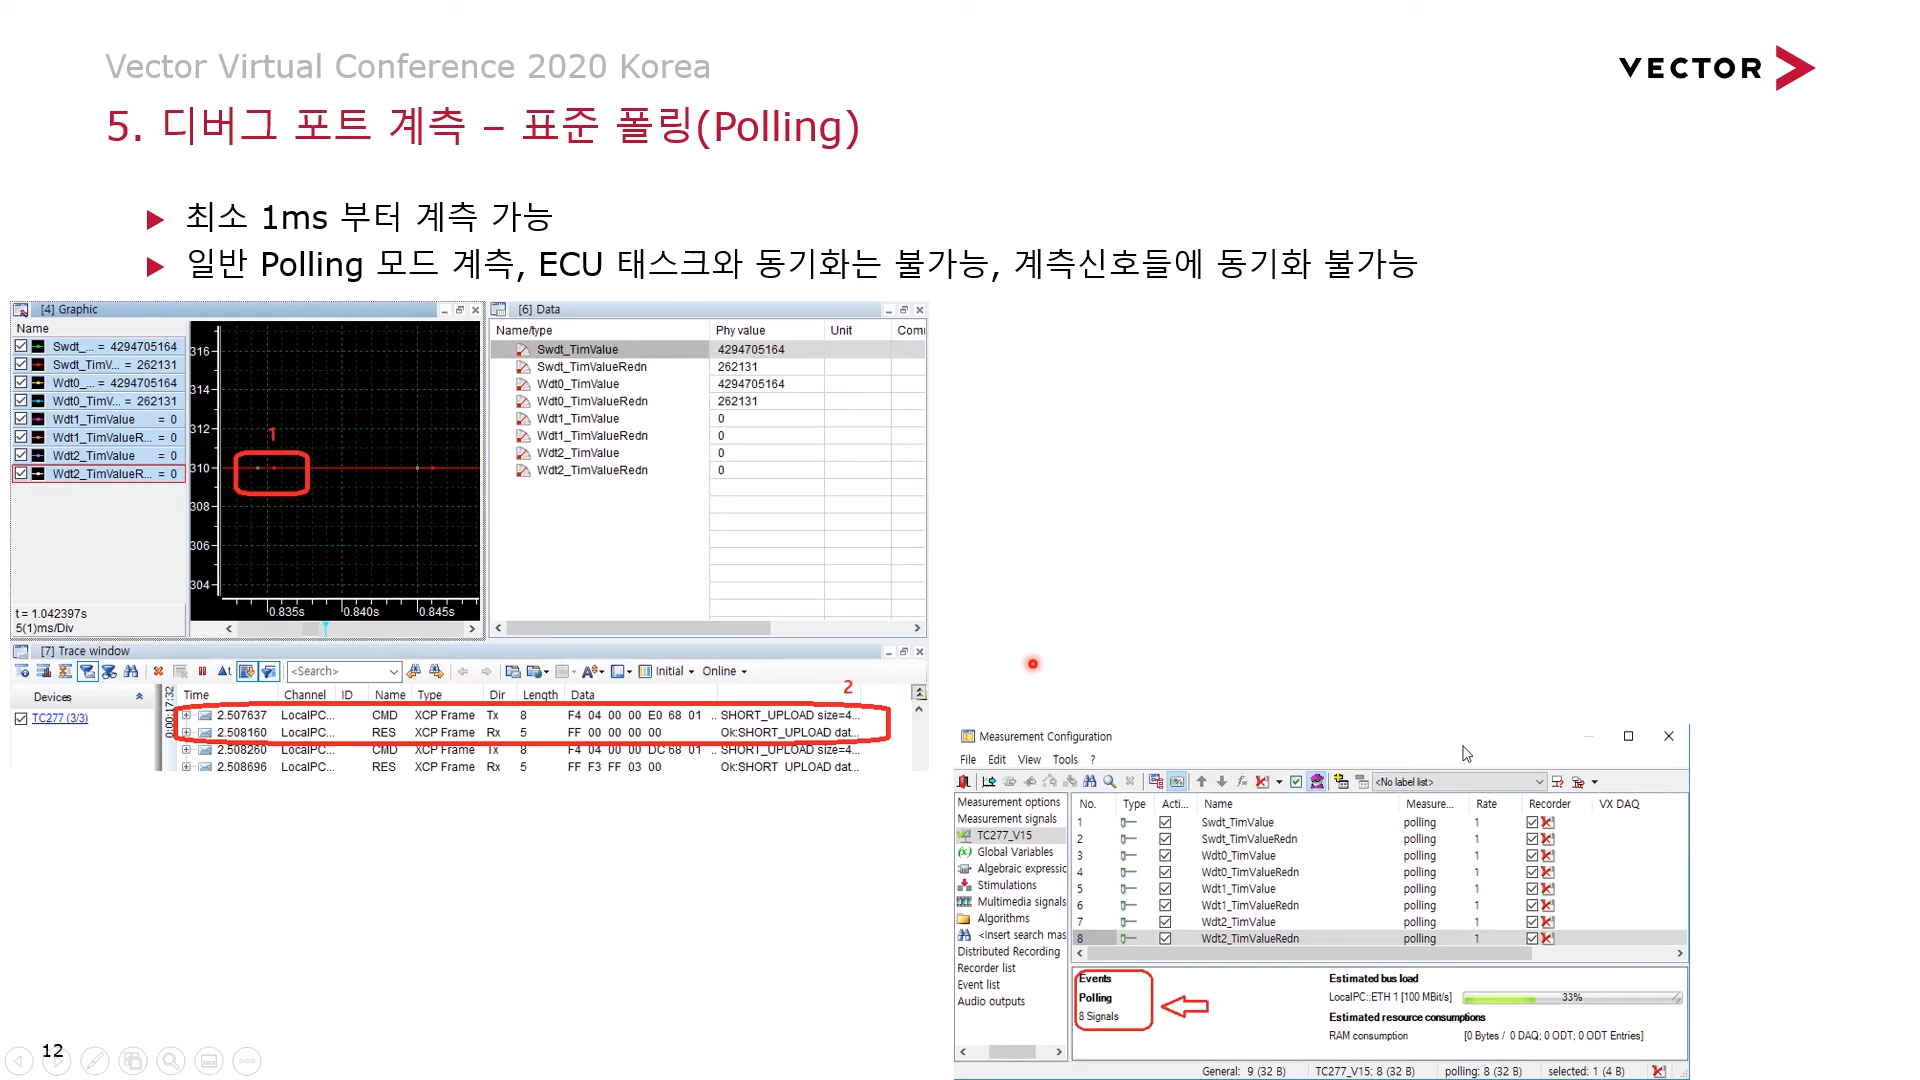 Vector Virtual Conference 2020 Korea
VECTOR
5. 디버그 포트 계측 – 표준 폴링(Polling)
최소 1ms 부터 계측 가능
일반 Polling 모드 계측, ECU 태스크와 동기화는 불가능, 계측신호들에 동기화 불가능
[4] Graphic
Name
Swdt_... = 4294705164
Swdt_TimV... = 262131
Wdt0_... = 4294705164
Wdt0_TimV... = 262131
Wdt1_TimValue = 0
Wdt1_TimValueR... = 0
Wdt2_TimValue = 0
Wdt2_TimValueR... = 0
t = 1.042397s
5(1)ms/Div
316
314
312
310
308
306
304
1
0.835s 0.840s 0.845s
[6] Data
Name/type Phy value Unit Com
Swdt_TimValue 4294705164
Swdt_TimValueRedn 262131
Wdt0_TimValue 4294705164
Wdt0_TimValueRedn 262131
Wdt1_TimValue 0
Wdt1_TimValueRedn 0
Wdt2_TimValue 0
Wdt2_TimValueRedn 0
[7] Trace window
<Search> Initial Online
Devices
TC277 (3/3)
0:00:17:32
2
Time Channel ID Name Type Dir Length Data
2.507637 LocalPC... CMD XCP Frame Tx 8 F4 04 00 00 E0 68 01 .. SHORT_UPLOAD size=4...
2.508160 LocalPC... RES XCP Frame Rx 5 FF 00 00 00 00 Ok:SHORT_UPLOAD dat...
2.508260 LocalPC... CMD XCP Frame Tx 8 F4 04 00 00 DC 68 01 .. SHORT_UPLOAD size=4...
2.508696 LocalPC... RES XCP Frame Rx 5 FF F3 FF 03 00 Ok:SHORT_UPLOAD dat...
Measurement Configuration
File Edit View Tools ?
<No label list>
Measurement options
Measurement signals
TC277_V15
Global Variables
Algebraic expressic
Stimulations
Multimedia signals
Algorithms
<Insert search mas
Distributed Recording
Recorder list
Event list
Audio outputs
No. Type Acti... Name Measure... Rate Recorder VX DAQ
1 Swdt_TimValue polling 1
2 Swdt_TimValueRedn polling 1
3 Wdt0_TimValue polling 1
4 Wdt0_TimValueRedn polling 1
5 Wdt1_TimValue polling 1
6 Wdt1_TimValueRedn polling 1
7 Wdt2_TimValue polling 1
8 Wdt2_TimValueRedn polling 1
Events
Polling
8 Signals
Estimated bus load
LocalPC::ETH 1 [100 MBit/s] 33%
Estimated resource consumptions
RAM consumption [0 Bytes / 0 DAQ; 0 ODT; 0 ODT Entries]
General: 9 (32 B) TC277_V15: 8 (32 B) polling: 8 (32 B) selected: 1 (4 B)
12